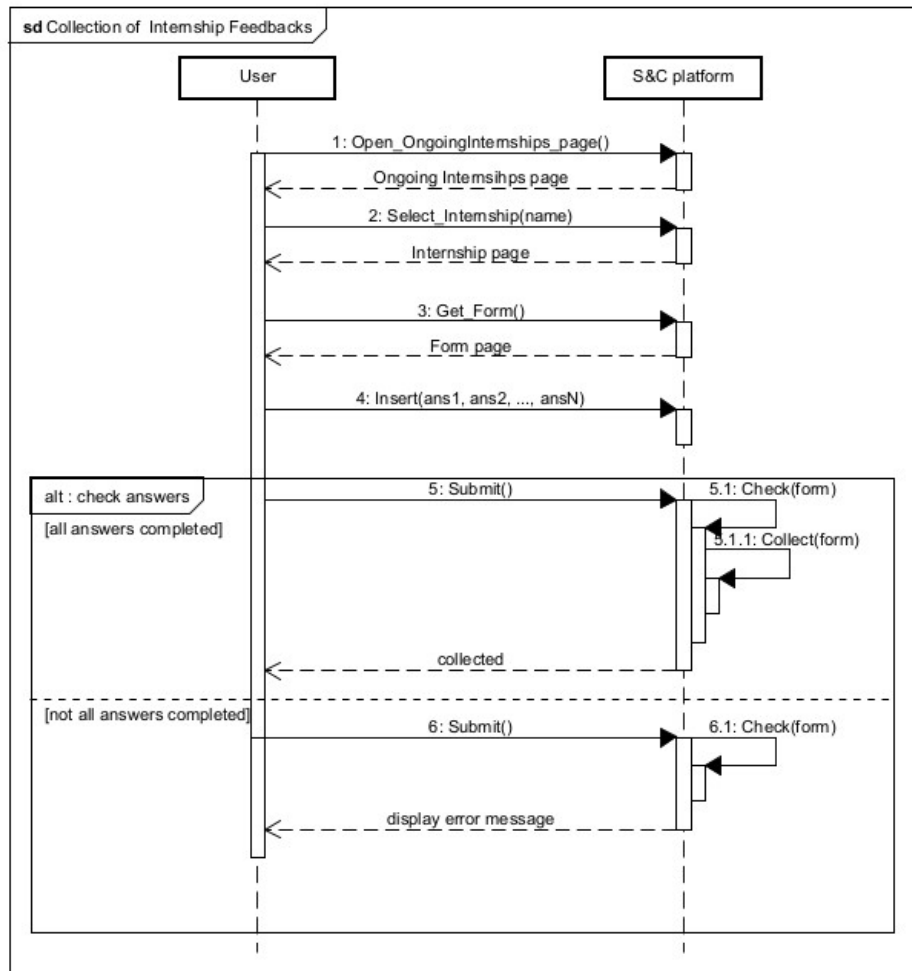 sd Collection of Internship Feedbacks
User
S&C platform
1: Open_OngoingInternships_page()
Ongoing Internsihps page
2: Select_Internship(name)
Internship page
3: Get_Form()
Form page
4: Insert(ans1, ans2, ..., ansN)
alt : check answers
5: Submit()
5.1: Check(form)
[all answers completed]
5.1.1: Collect(form)
collected
[not all answers completed]
6: Submit()
6.1: Check(form)
display error message